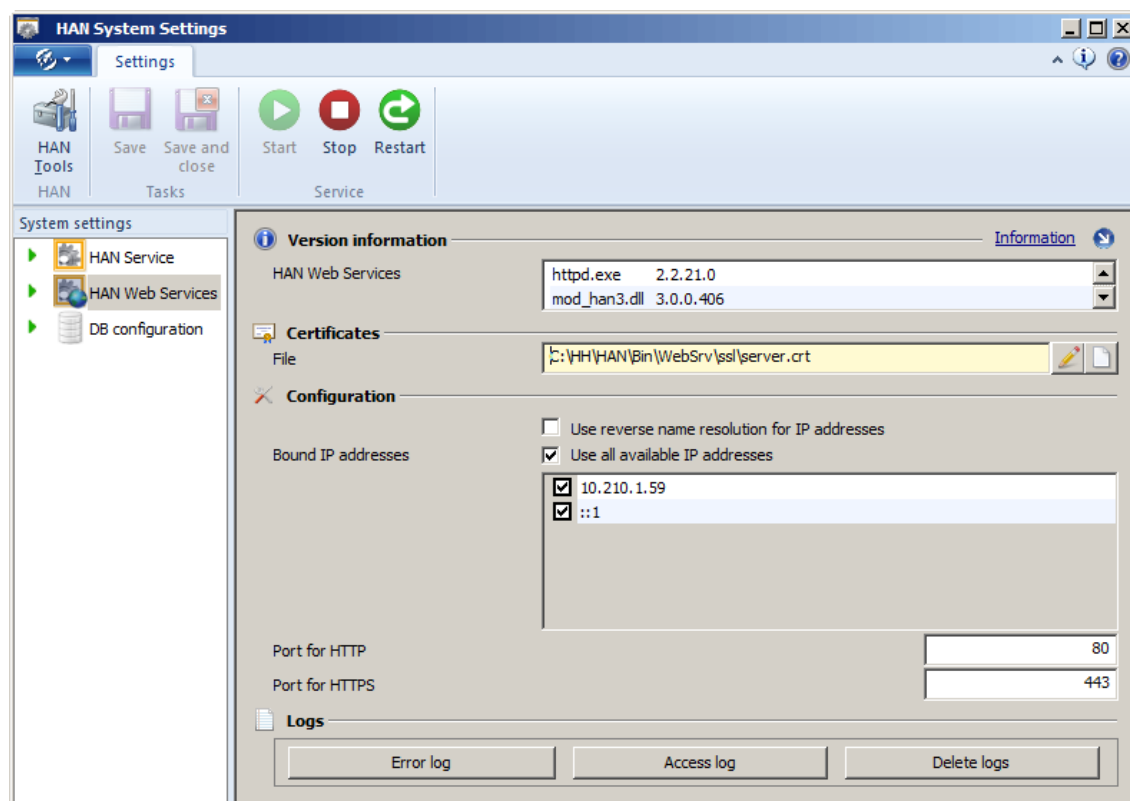 HAN System Settings
Settings
HAN Tools
Save
Save and close
Start
Stop
Restart
HAN
Tasks
Service
System settings
HAN Service
HAN Web Services
DB configuration
Version information
Information
HAN Web Services
httpd.exe 2.2.21.0
mod_han3.dll 3.0.0.406
Certificates
File
C:\HH\HAN\Bin\WebSrv\ssl\server.crt
Configuration
Use reverse name resolution for IP addresses
Bound IP addresses
Use all available IP addresses
10.210.1.59
::1
Port for HTTP
80
Port for HTTPS
443
Logs
Error log
Access log
Delete logs